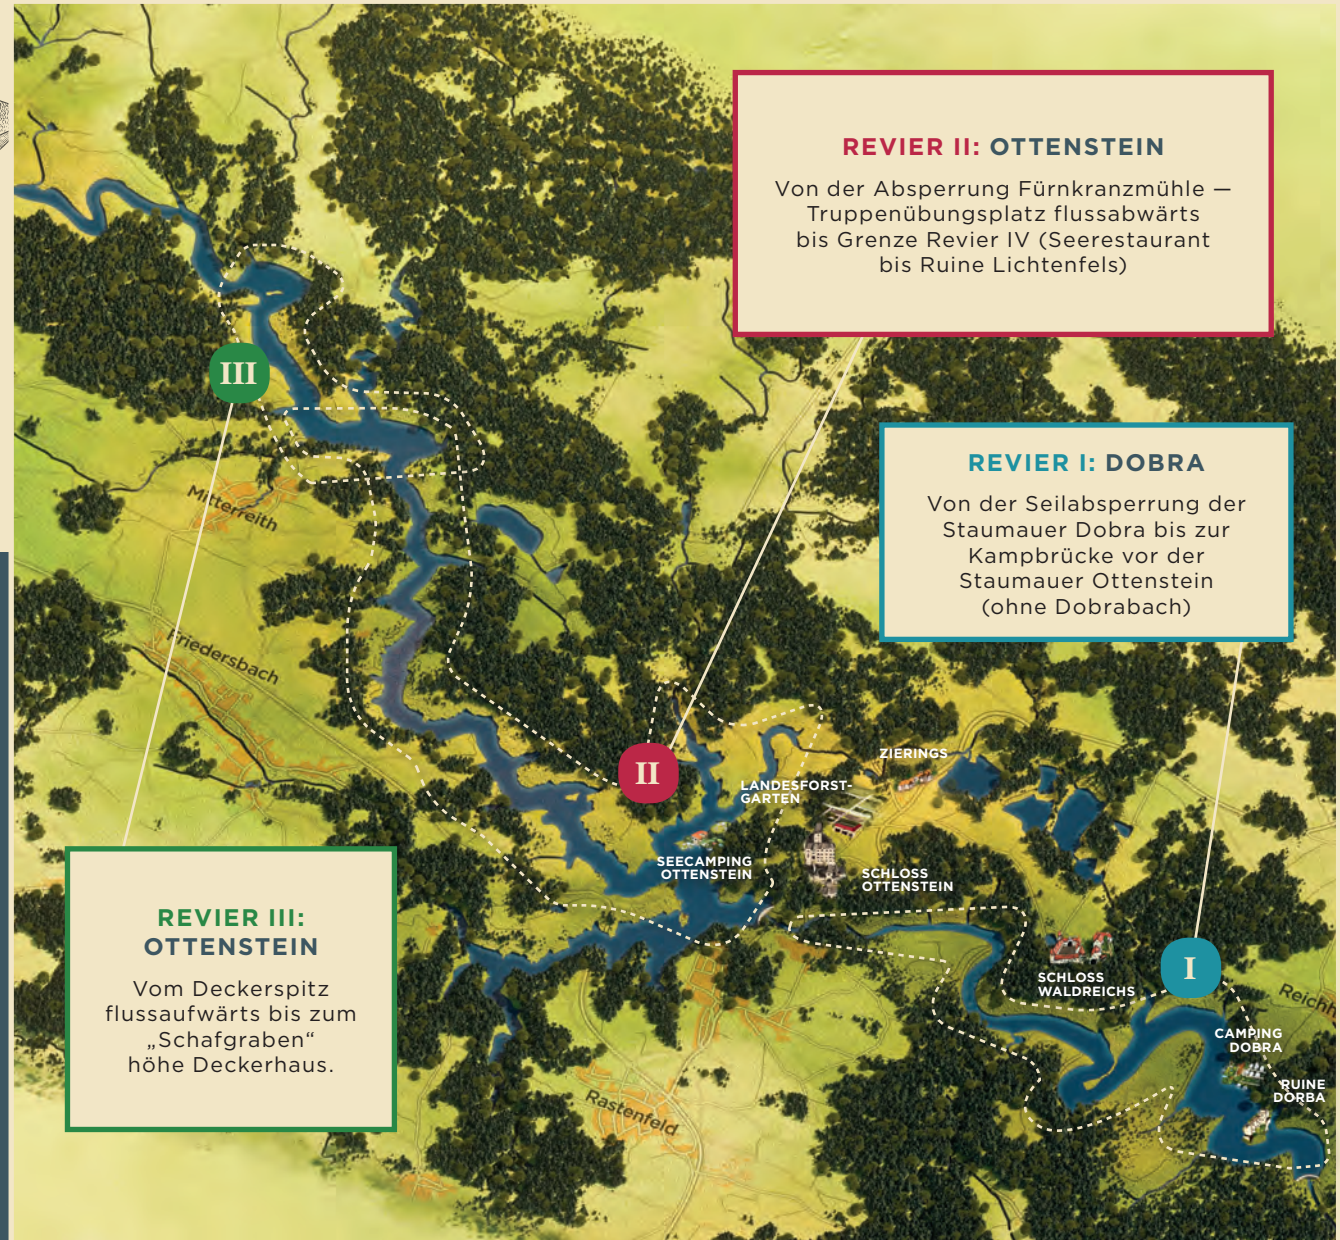 REVIER II: OTTENSTEIN
Von der Absperrung Fürnkranzmühle —
Truppenübungsplatz flussabwärts
bis Grenze Revier IV (Seerestaurant
bis Ruine Lichtenfels)
REVIER I: DOBRA
Von der Seilabsperrung der
Staumauer Dobra bis zur
Kampbrücke vor der
Staumauer Ottenstein
(ohne Dobrabach)
III
Mitterreith
Friedersbach
II
ZIERINGS
LANDESFORST-
GARTEN
SEECAMPING
OTTENSTEIN
SCHLOSS
OTTENSTEIN
REVIER III:
OTTENSTEIN
Vom Deckerspitz
flussaufwärts bis zum
„Schafgraben“
höhe Deckerhaus.
I
SCHLOSS
WALDREICHS
CAMPING
DOBRA
RUINE
DORBA
Rastenfeld